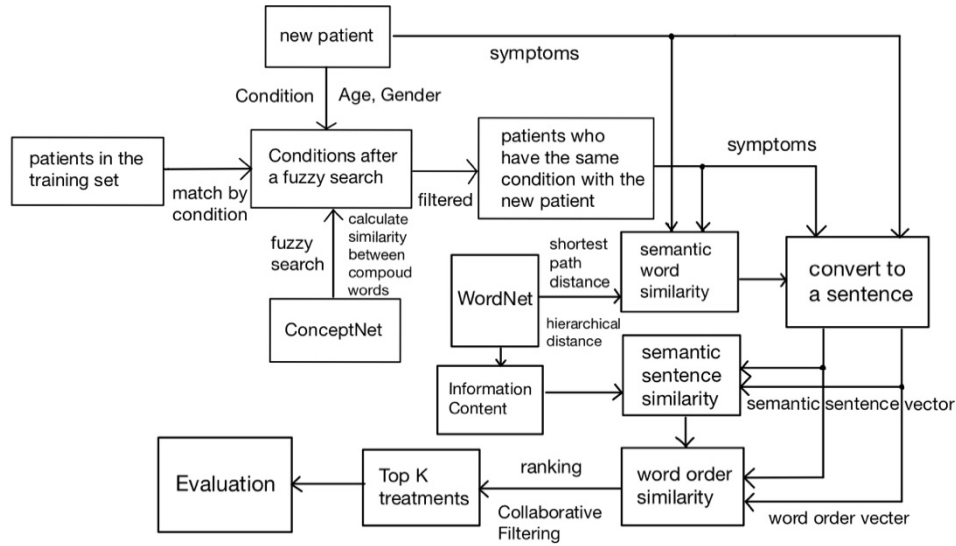 new patient
symptoms
Condition
Age, Gender
patients in the
training set
match by
condition
Conditions after
a fuzzy search
filtered
patients who
have the same
condition with the
new patient
symptoms
fuzzy
search
calculate
similarity
between
compoud
words
ConceptNet
WordNet
shortest
path
distance
hierarchical
distance
semantic
word
similarity
convert to
a sentence
Information
Content
semantic
sentence
similarity
semantic sentence vector
word order
similarity
word order vecter
ranking
Collaborative
Filtering
Top K
treatments
Evaluation